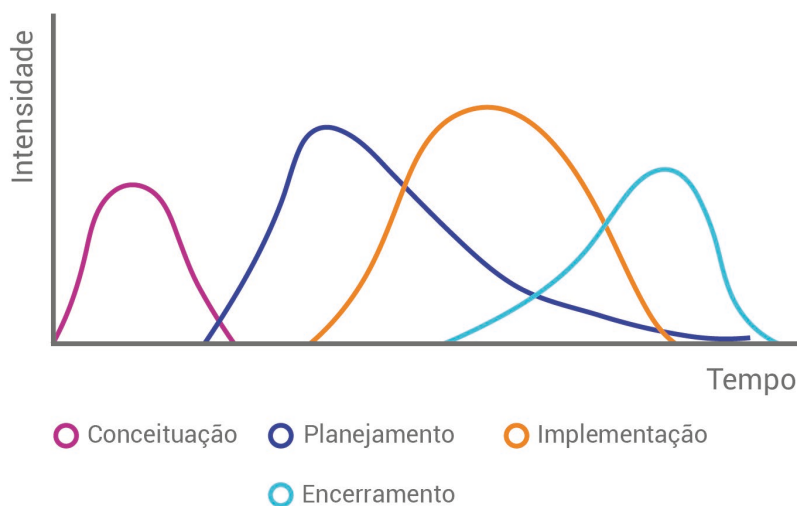 Intensidade
Tempo
Conceituação
Planejamento
Implementação
Encerramento